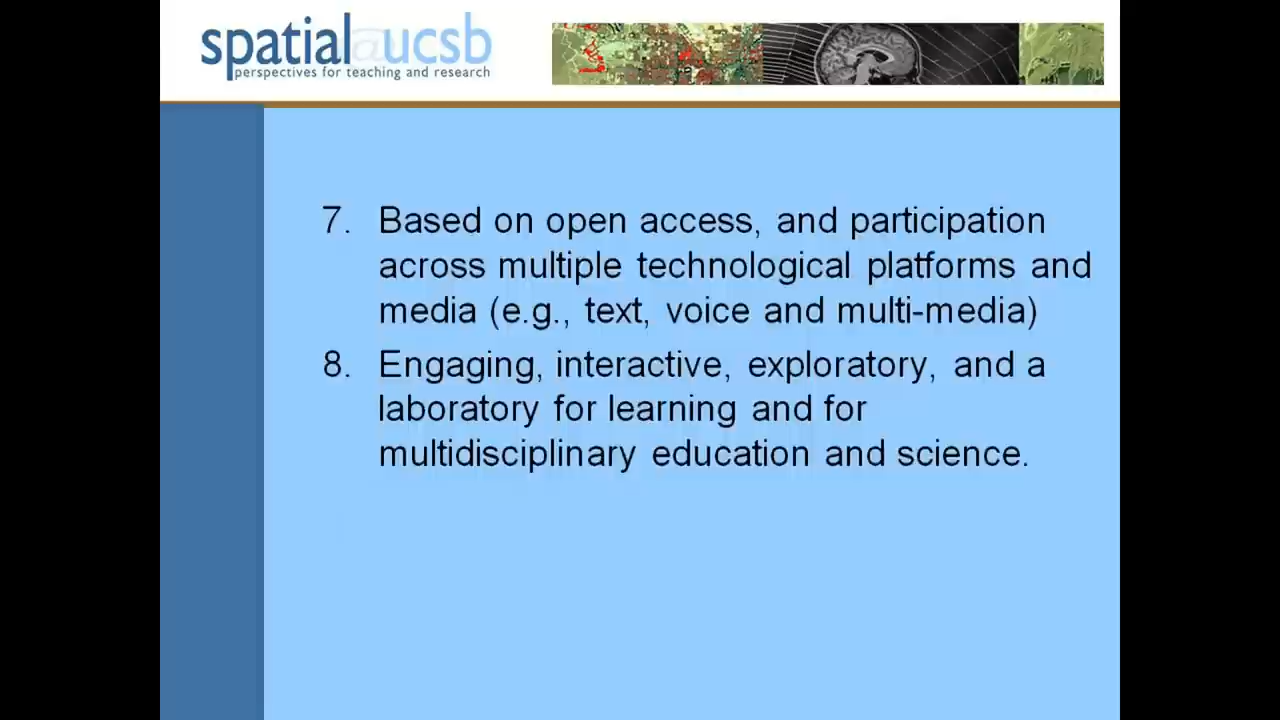 spatial@ucsb
perspectives for teaching and research
7. Based on open access, and participation
across multiple technological platforms and
media (e.g., text, voice and multi-media)
8. Engaging, interactive, exploratory, and a
laboratory for learning and for
multidisciplinary education and science.